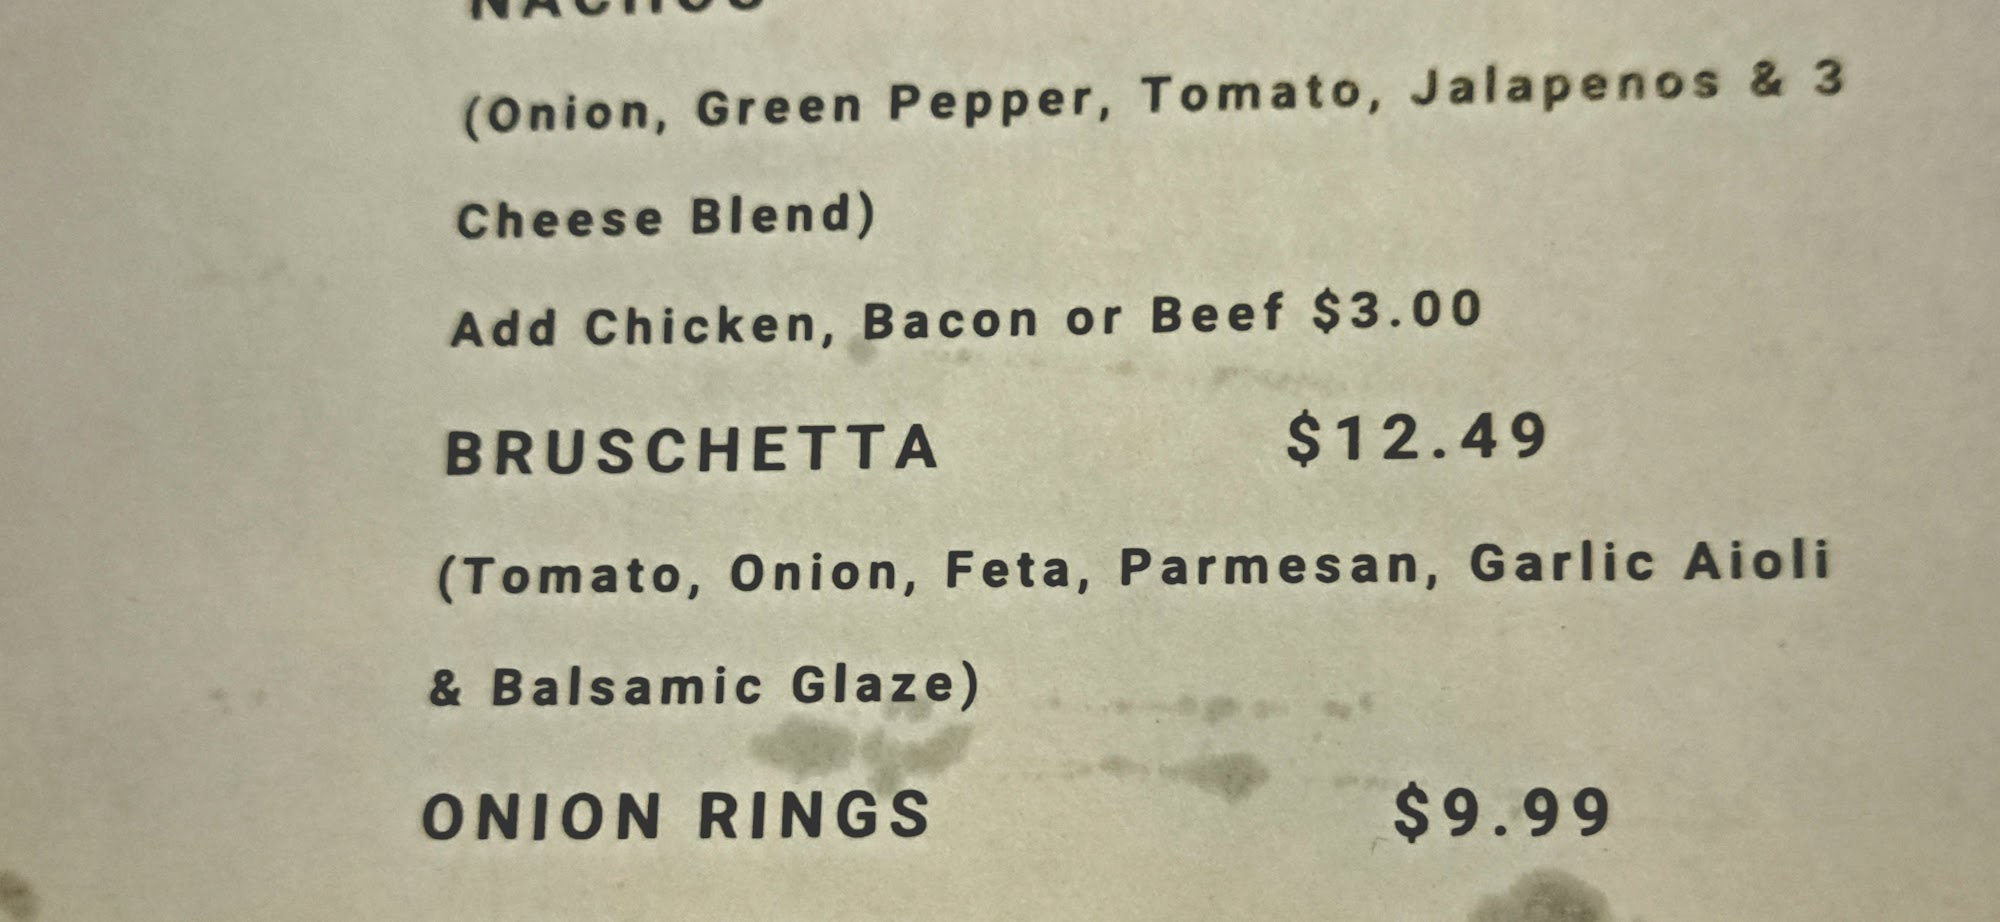 NACHOS
(Onion, Green Pepper, Tomato, Jalapenos & 3
Cheese Blend)
Add Chicken, Bacon or Beef $3.00
BRUSCHETTA $12.49
(Tomato, Onion, Feta, Parmesan, Garlic Aioli
& Balsamic Glaze)
ONION RINGS $9.99